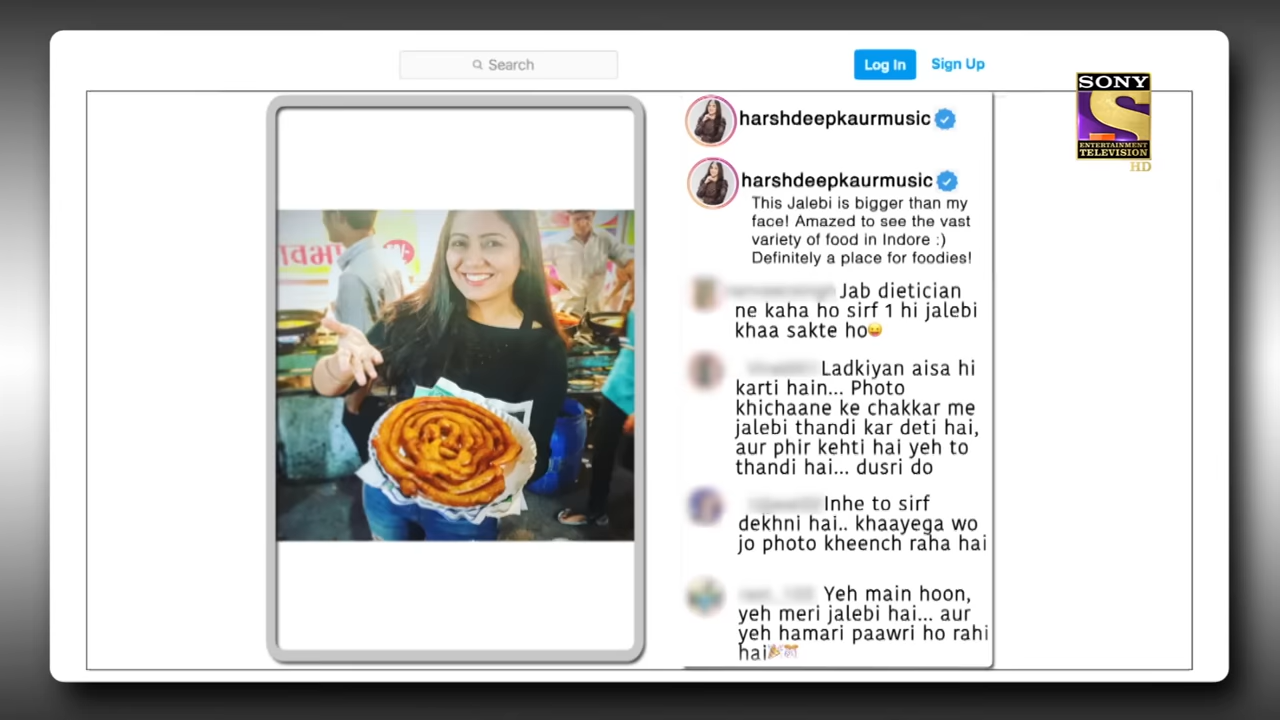 Search
Log In
Sign Up
SONY
S
ENTERTAINMENT
TELEVISION
HD
harshdeepkaurmusic
harshdeepkaurmusic
This Jalebi is bigger than my
face! Amazed to see the vast
variety of food in Indore :)
Definitely a place for foodies!
Jab dietician
ne kaha ho sirf 1 hi jalebi
khaa sakte ho😝
Ladkiyan aisa hi
karti hain... Photo
khichaane ke chakkar me
jalebi thandi kar deti hai,
aur phir kehti hai yeh to
thandi hai... dusri do
Inhe to sirf
dekhni hai.. khaayega wo
jo photo kheench raha hai
Yeh main hoon,
yeh meri jalebi hai... aur
yeh hamari paawri ho rahi
hai🎉🎊